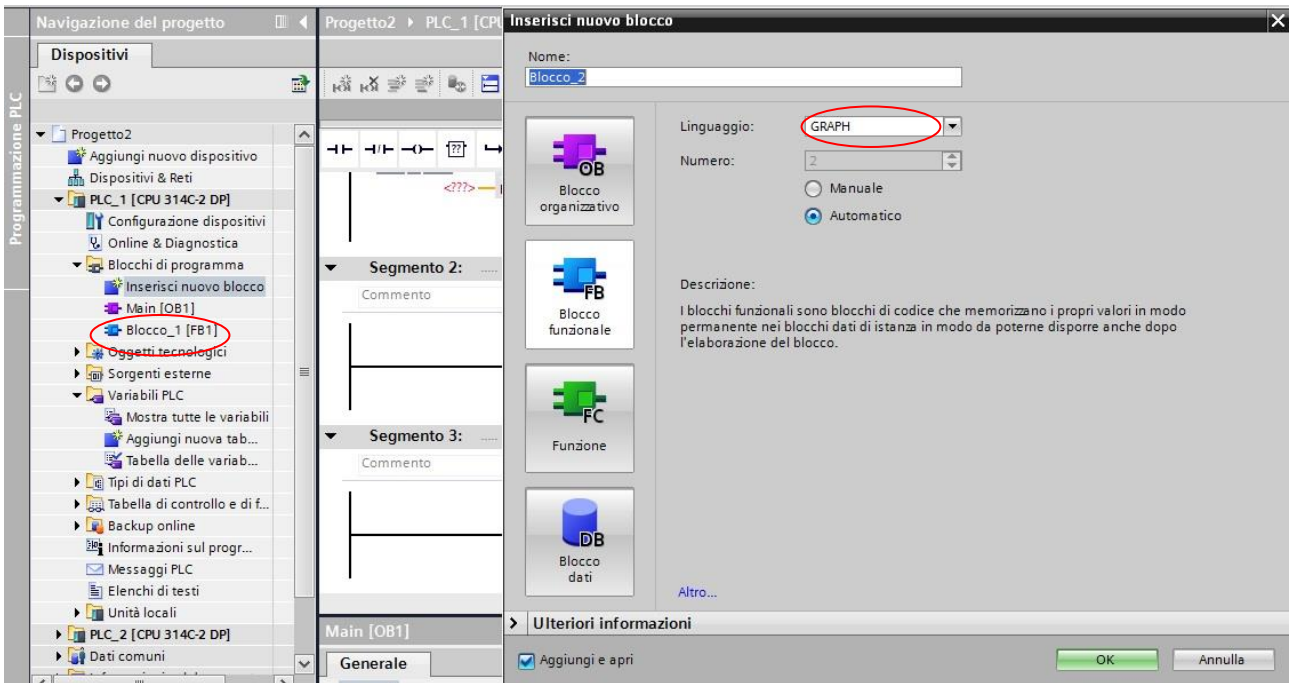 Programmazione PLC
Navigazione del progetto
Dispositivi
Progetto2
Aggiungi nuovo dispositivo
Dispositivi & Reti
PLC_1 [CPU 314C-2 DP]
Configurazione dispositivi
Online & Diagnostica
Blocchi di programma
Inserisci nuovo blocco
Main [OB1]
Blocco_1 [FB1]
Oggetti tecnologici
Sorgenti esterne
Variabili PLC
Mostra tutte le variabili
Aggiungi nuova tab...
Tabella delle variab...
Tipi di dati PLC
Tabella di controllo e di f...
Backup online
Informazioni sul progr...
Messaggi PLC
Elenchi di testi
Unità locali
PLC_2 [CPU 314C-2 DP]
Dati comuni
Progetto2 ▸ PLC_1 [CPU
??
<???>
Segmento 2: .....
Commento
Segmento 3: .....
Commento
Main [OB1]
Generale
Inserisci nuovo blocco
Nome:
Blocco_2
OB
Blocco
organizzativo
FB
Blocco
funzionale
FC
Funzione
DB
Blocco
dati
Linguaggio: GRAPH
Numero: 2
Manuale
Automatico
Descrizione:
I blocchi funzionali sono blocchi di codice che memorizzano i propri valori in modo
permanente nei blocchi dati di istanza in modo da poterne disporre anche dopo
l'elaborazione del blocco.
Altro...
Ulteriori informazioni
Aggiungi e apri
OK
Annulla